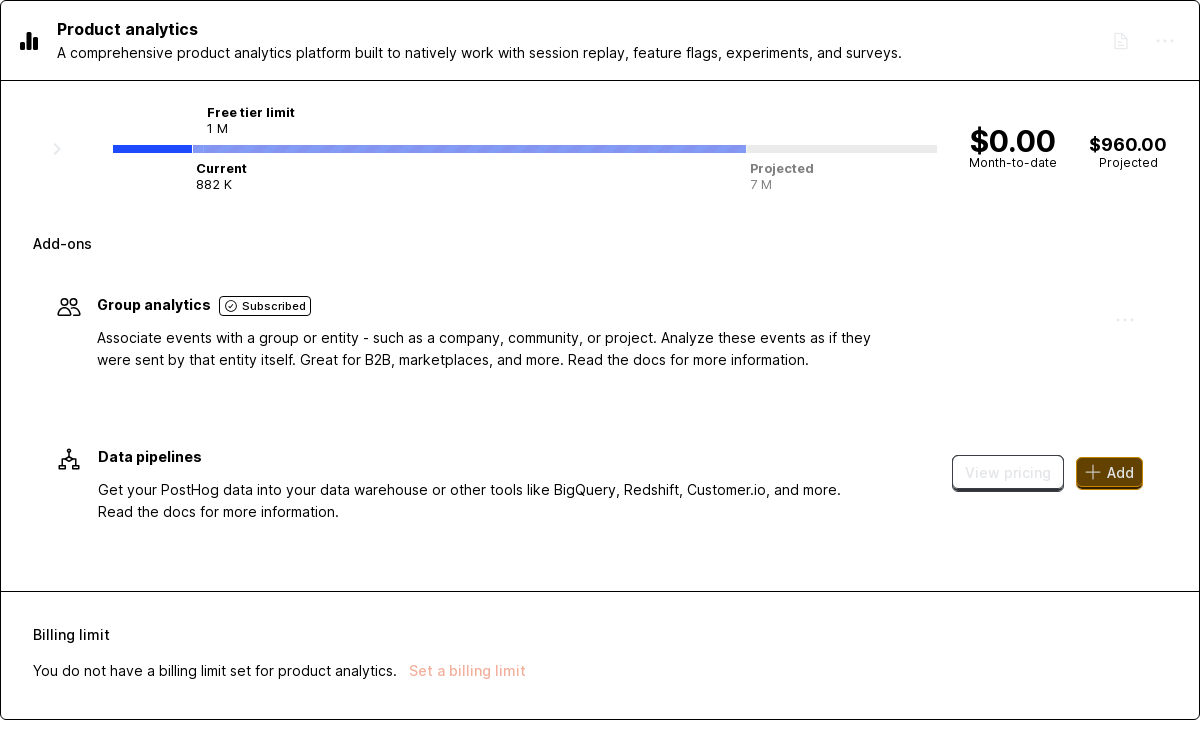 Product analytics
A comprehensive product analytics platform built to natively work with session replay, feature flags, experiments, and surveys.
Free tier limit
1 M
Current
882 K
Projected
7 M
$0.00
Month-to-date
$960.00
Projected
Add-ons
Group analytics Subscribed
Associate events with a group or entity - such as a company, community, or project. Analyze these events as if they
were sent by that entity itself. Great for B2B, marketplaces, and more. Read the docs for more information.
Data pipelines
Get your PostHog data into your data warehouse or other tools like BigQuery, Redshift, Customer.io, and more.
Read the docs for more information.
View pricing
Add
Billing limit
You do not have a billing limit set for product analytics. Set a billing limit